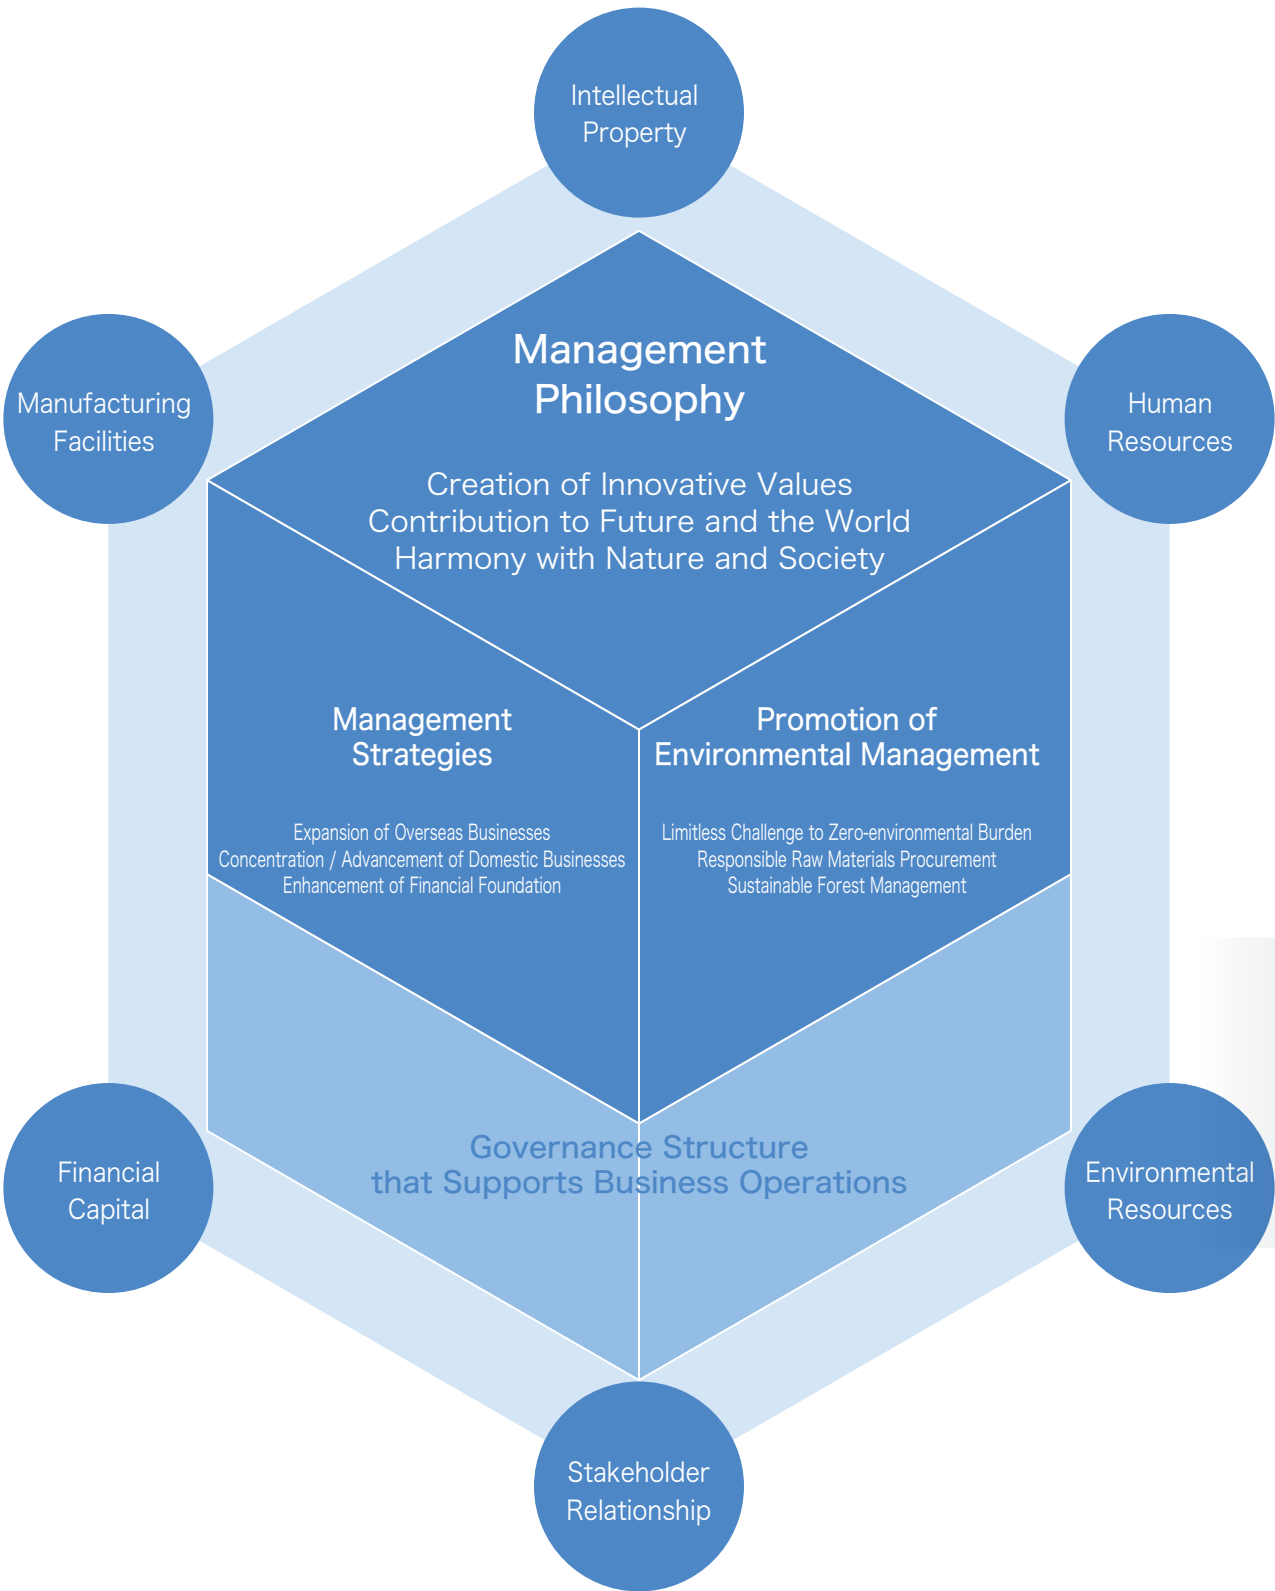 Intellectual
Property
Manufacturing
Facilities
Human
Resources
Management
Philosophy
Creation of Innovative Values
Contribution to Future and the World
Harmony with Nature and Society
Management
Strategies
Expansion of Overseas Businesses
Concentration / Advancement of Domestic Businesses
Enhancement of Financial Foundation
Promotion of
Environmental Management
Limitless Challenge to Zero-environmental Burden
Responsible Raw Materials Procurement
Sustainable Forest Management
Governance Structure
that Supports Business Operations
Financial
Capital
Environmental
Resources
Stakeholder
Relationship